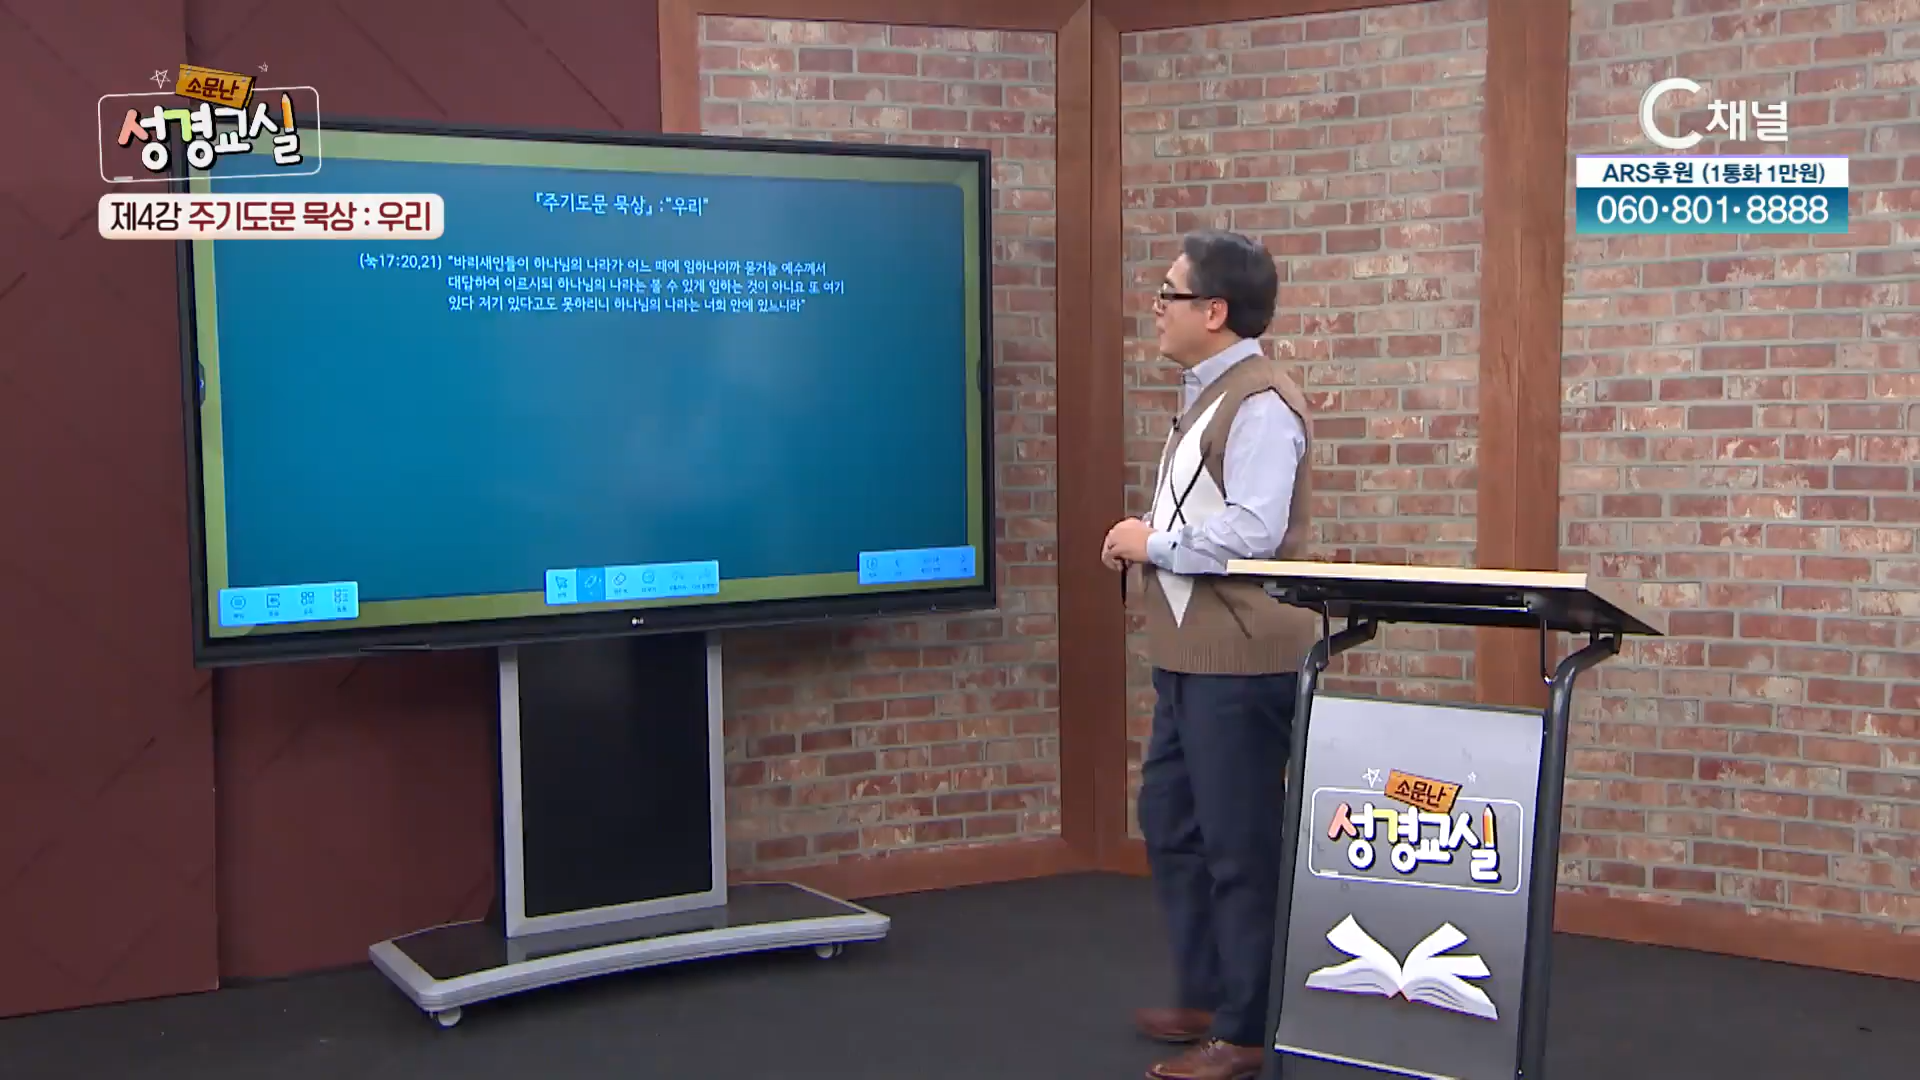 소문난
성경교실
제4강 주기도문 묵상 : 우리
C채널
ARS후원 (1통화 1만원)
060·801·8888
『주기도문 묵상』 :"우리"
(눅17:20,21) "바리새인들이 하나님의 나라가 어느 때에 임하나이까 묻거늘 예수께서
대답하여 이르시되 하나님의 나라는 볼 수 있게 임하는 것이 아니요 또 여기
있다 저기 있다고도 못하리니 하나님의 나라는 너희 안에 있느니라"
LG
소문난
성경교실